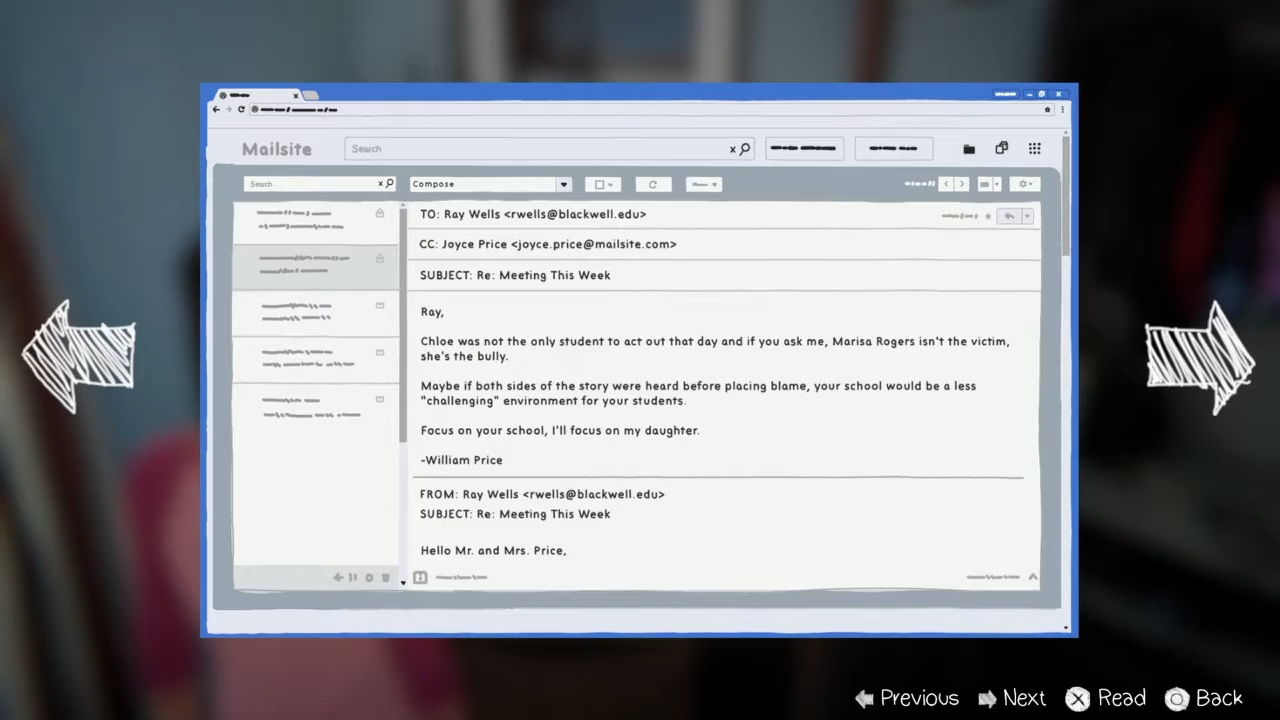 Mailsite
Search
x
Search
x
Compose
TO: Ray Wells <rwells@blackwell.edu>
CC: Joyce Price <joyce.price@mailsite.com>
SUBJECT: Re: Meeting This Week
Ray,
Chloe was not the only student to act out that day and if you ask me, Marisa Rogers isn't the victim,
she's the bully.
Maybe if both sides of the story were heard before placing blame, your school would be a less
"challenging" environment for your students.
Focus on your school, I'll focus on my daughter.
-William Price
FROM: Ray Wells <rwells@blackwell.edu>
SUBJECT: Re: Meeting This Week
Hello Mr. and Mrs. Price,
Previous Next Read Back